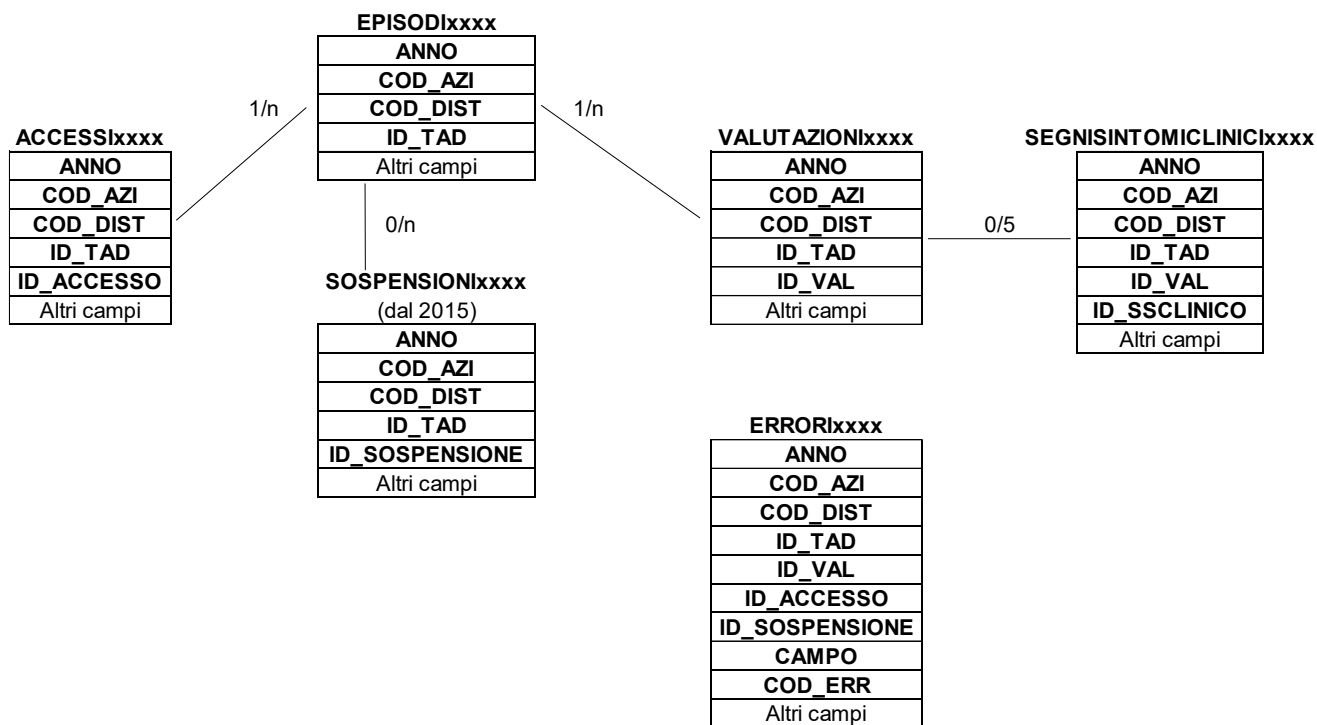 EPISODIxxxx
ANNO
COD_AZI
COD_DIST
ID_TAD
Altri campi
1/n
1/n
0/n
ACCESSIxxxx
ANNO
COD_AZI
COD_DIST
ID_TAD
ID_ACCESSO
Altri campi
SOSPENSIONIxxxx
(dal 2015)
ANNO
COD_AZI
COD_DIST
ID_TAD
ID_SOSPENSIONE
Altri campi
VALUTAZIONIxxxx
ANNO
COD_AZI
COD_DIST
ID_TAD
ID_VAL
Altri campi
0/5
SEGNISINTOMICLINICIxxxx
ANNO
COD_AZI
COD_DIST
ID_TAD
ID_VAL
ID_SSCLINICO
Altri campi
ERRORIxxxx
ANNO
COD_AZI
COD_DIST
ID_TAD
ID_VAL
ID_ACCESSO
ID_SOSPENSIONE
CAMPO
COD_ERR
Altri campi